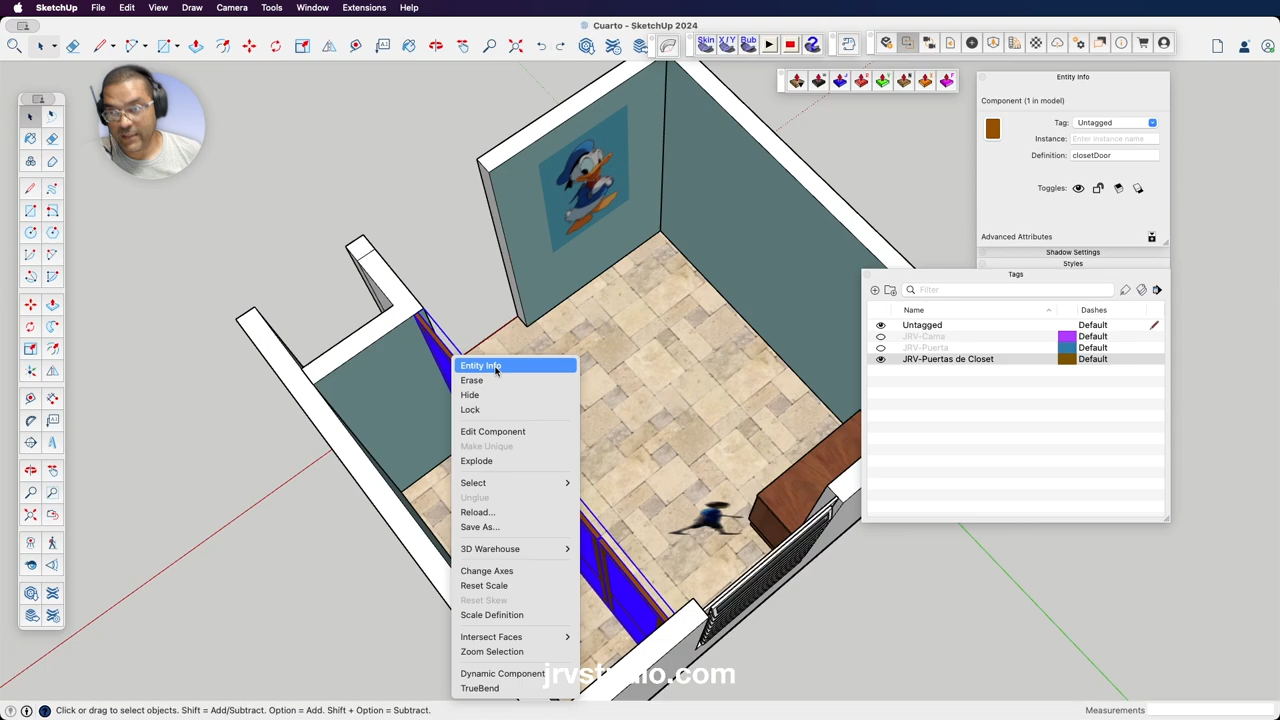 SketchUp File Edit View Draw Camera Tools Window Extensions Help
Cuarto - SketchUp 2024
Skin X/Y Bub
Entity Info
Component (1 in model)
Tag: Untagged
Instance: Enter instance name
Definition: closetDoor
Toggles:
Advanced Attributes
Shadow Settings
Styles
Tags
Filter
Name Dashes
Untagged Default
JRV-Cama Default
JRV-Puerta Default
JRV-Puertas de Closet Default
Entity Info
Erase
Hide
Lock
Edit Component
Make Unique
Explode
Select
Unglue
Reload...
Save As...
3D Warehouse
Change Axes
Reset Scale
Reset Skew
Scale Definition
Intersect Faces
Zoom Selection
Dynamic Component
TrueBend
jrvstudio.com
Click or drag to select objects. Shift = Add/Subtract. Option = Add. Shift + Option = Subtract.
Measurements